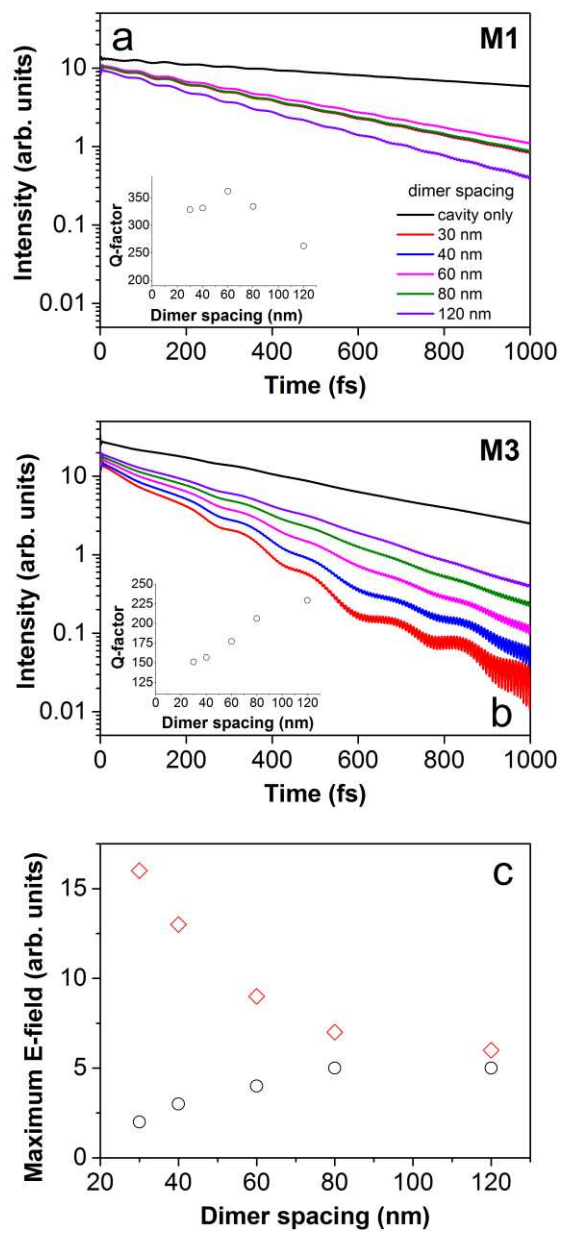 a
M1
10
1
0.1
0.01
Intensity (arb. units)
350
300
250
200
Q-factor
0 20 40 60 80 100 120
Dimer spacing (nm)
dimer spacing
cavity only
30 nm
40 nm
60 nm
80 nm
120 nm
0 200 400 600 800 1000
Time (fs)
M3
10
1
0.1
0.01
Intensity (arb. units)
250
225
200
175
150
125
Q-factor
0 20 40 60 80 100 120
Dimer spacing (nm)
b
0 200 400 600 800 1000
Time (fs)
c
15
10
5
0
Maximum E-field (arb. units)
20 40 60 80 100 120
Dimer spacing (nm)